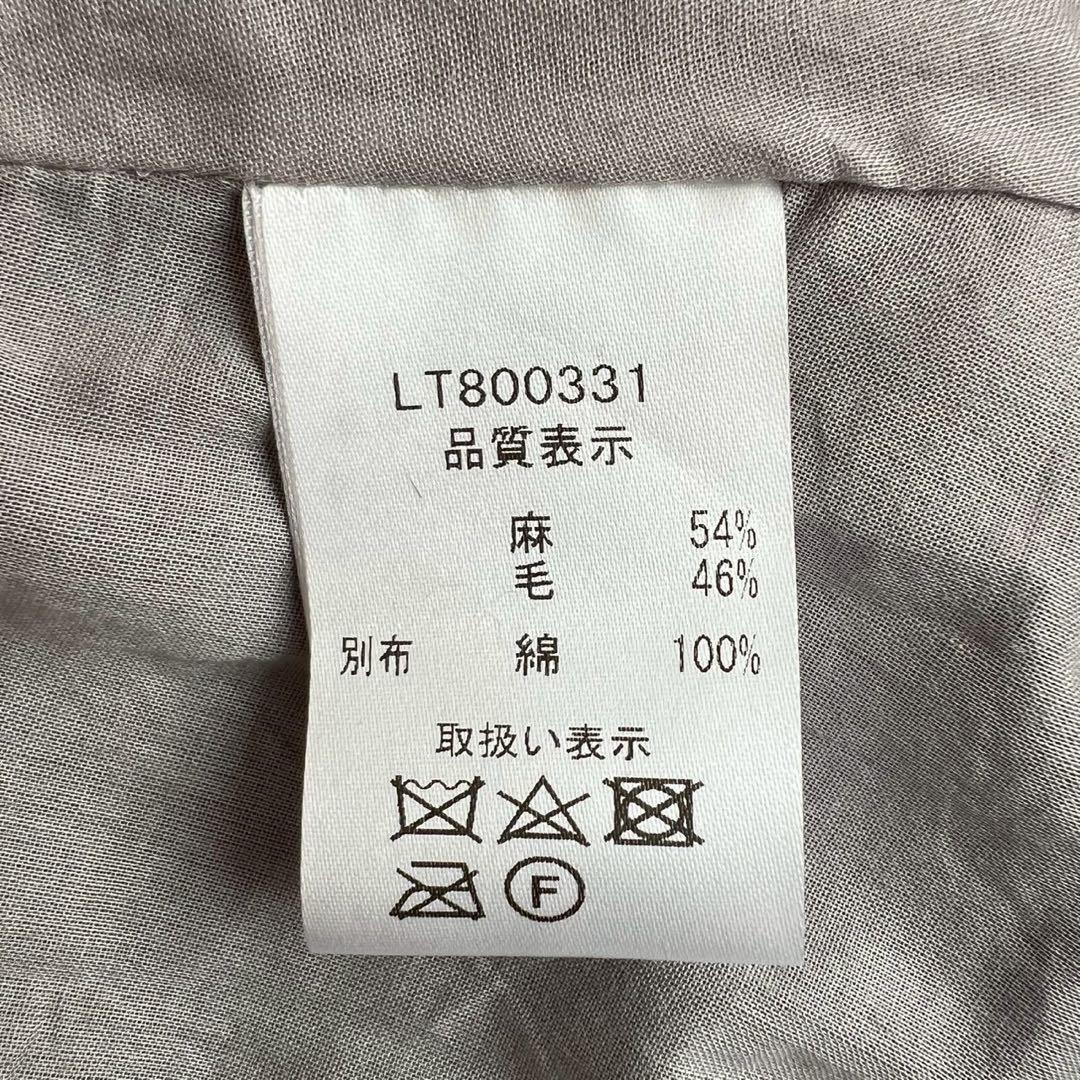 LT800331
品質表示
麻 54%
毛 46%
別布 綿 100%
取扱い表示
F